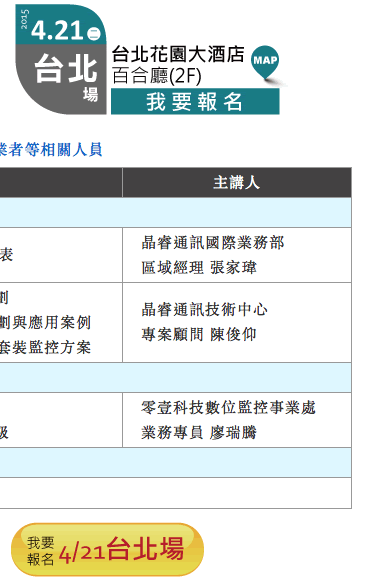 2015
4.21 二
台北
場
台北花園大酒店
百合廳(2F)
MAP
我要報名
業者等相關人員
主講人
表
晶睿通訊國際業務部
區域經理 張家瑋
劃
劃與應用案例
套裝監控方案
晶睿通訊技術中心
專案顧問 陳俊仰
級
零壹科技數位監控事業處
業務專員 廖瑞騰
我要
報名
4/21台北場